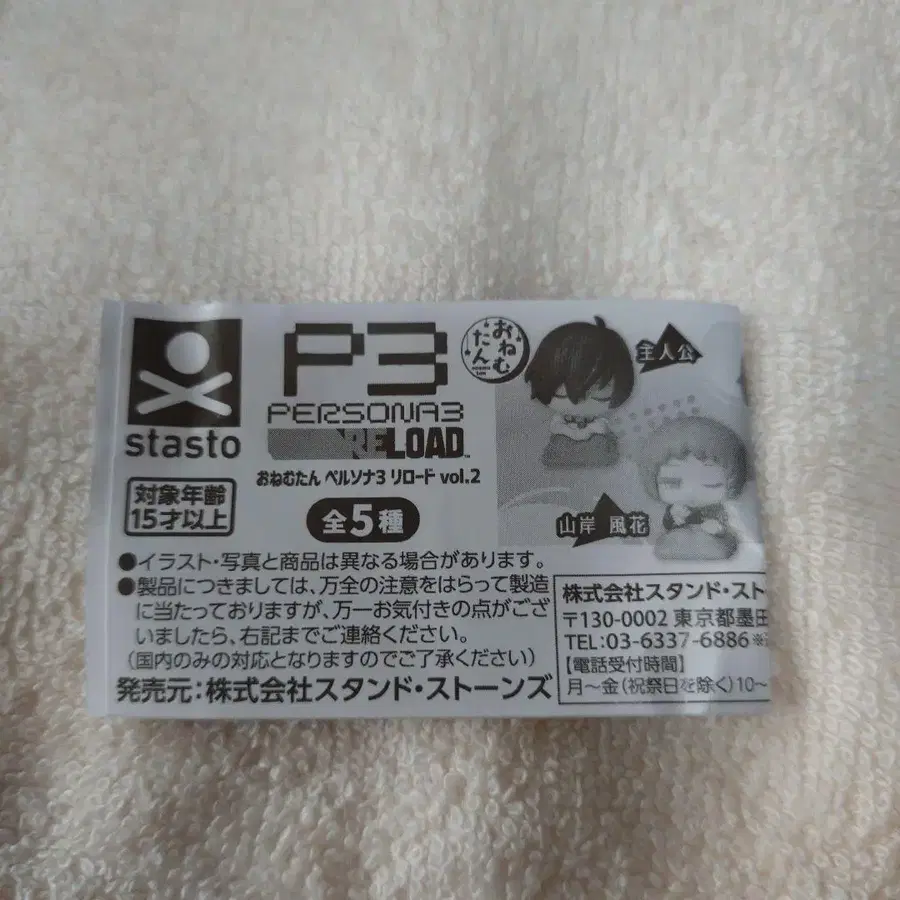 stasto
P3
PERSONA3
RELOAD™
おねむたん
おねむたん ペルソナ3 リロード vol.2
対象年齢
15才以上
全5種
主人公
山岸 風花
●イラスト・写真と商品は異なる場合があります。
●製品につきましては、万全の注意をはらって製造
に当たっておりますが、万一お気付きの点がござ
いましたら、右記までご連絡ください。
(国内のみの対応となりますのでご了承ください)
発売元:株式会社スタンド・ストーンズ
株式会社スタンド・スト
〒130-0002 東京都墨田
TEL:03-6337-6886※
【電話受付時間】
月～金(祝祭日を除く)10～